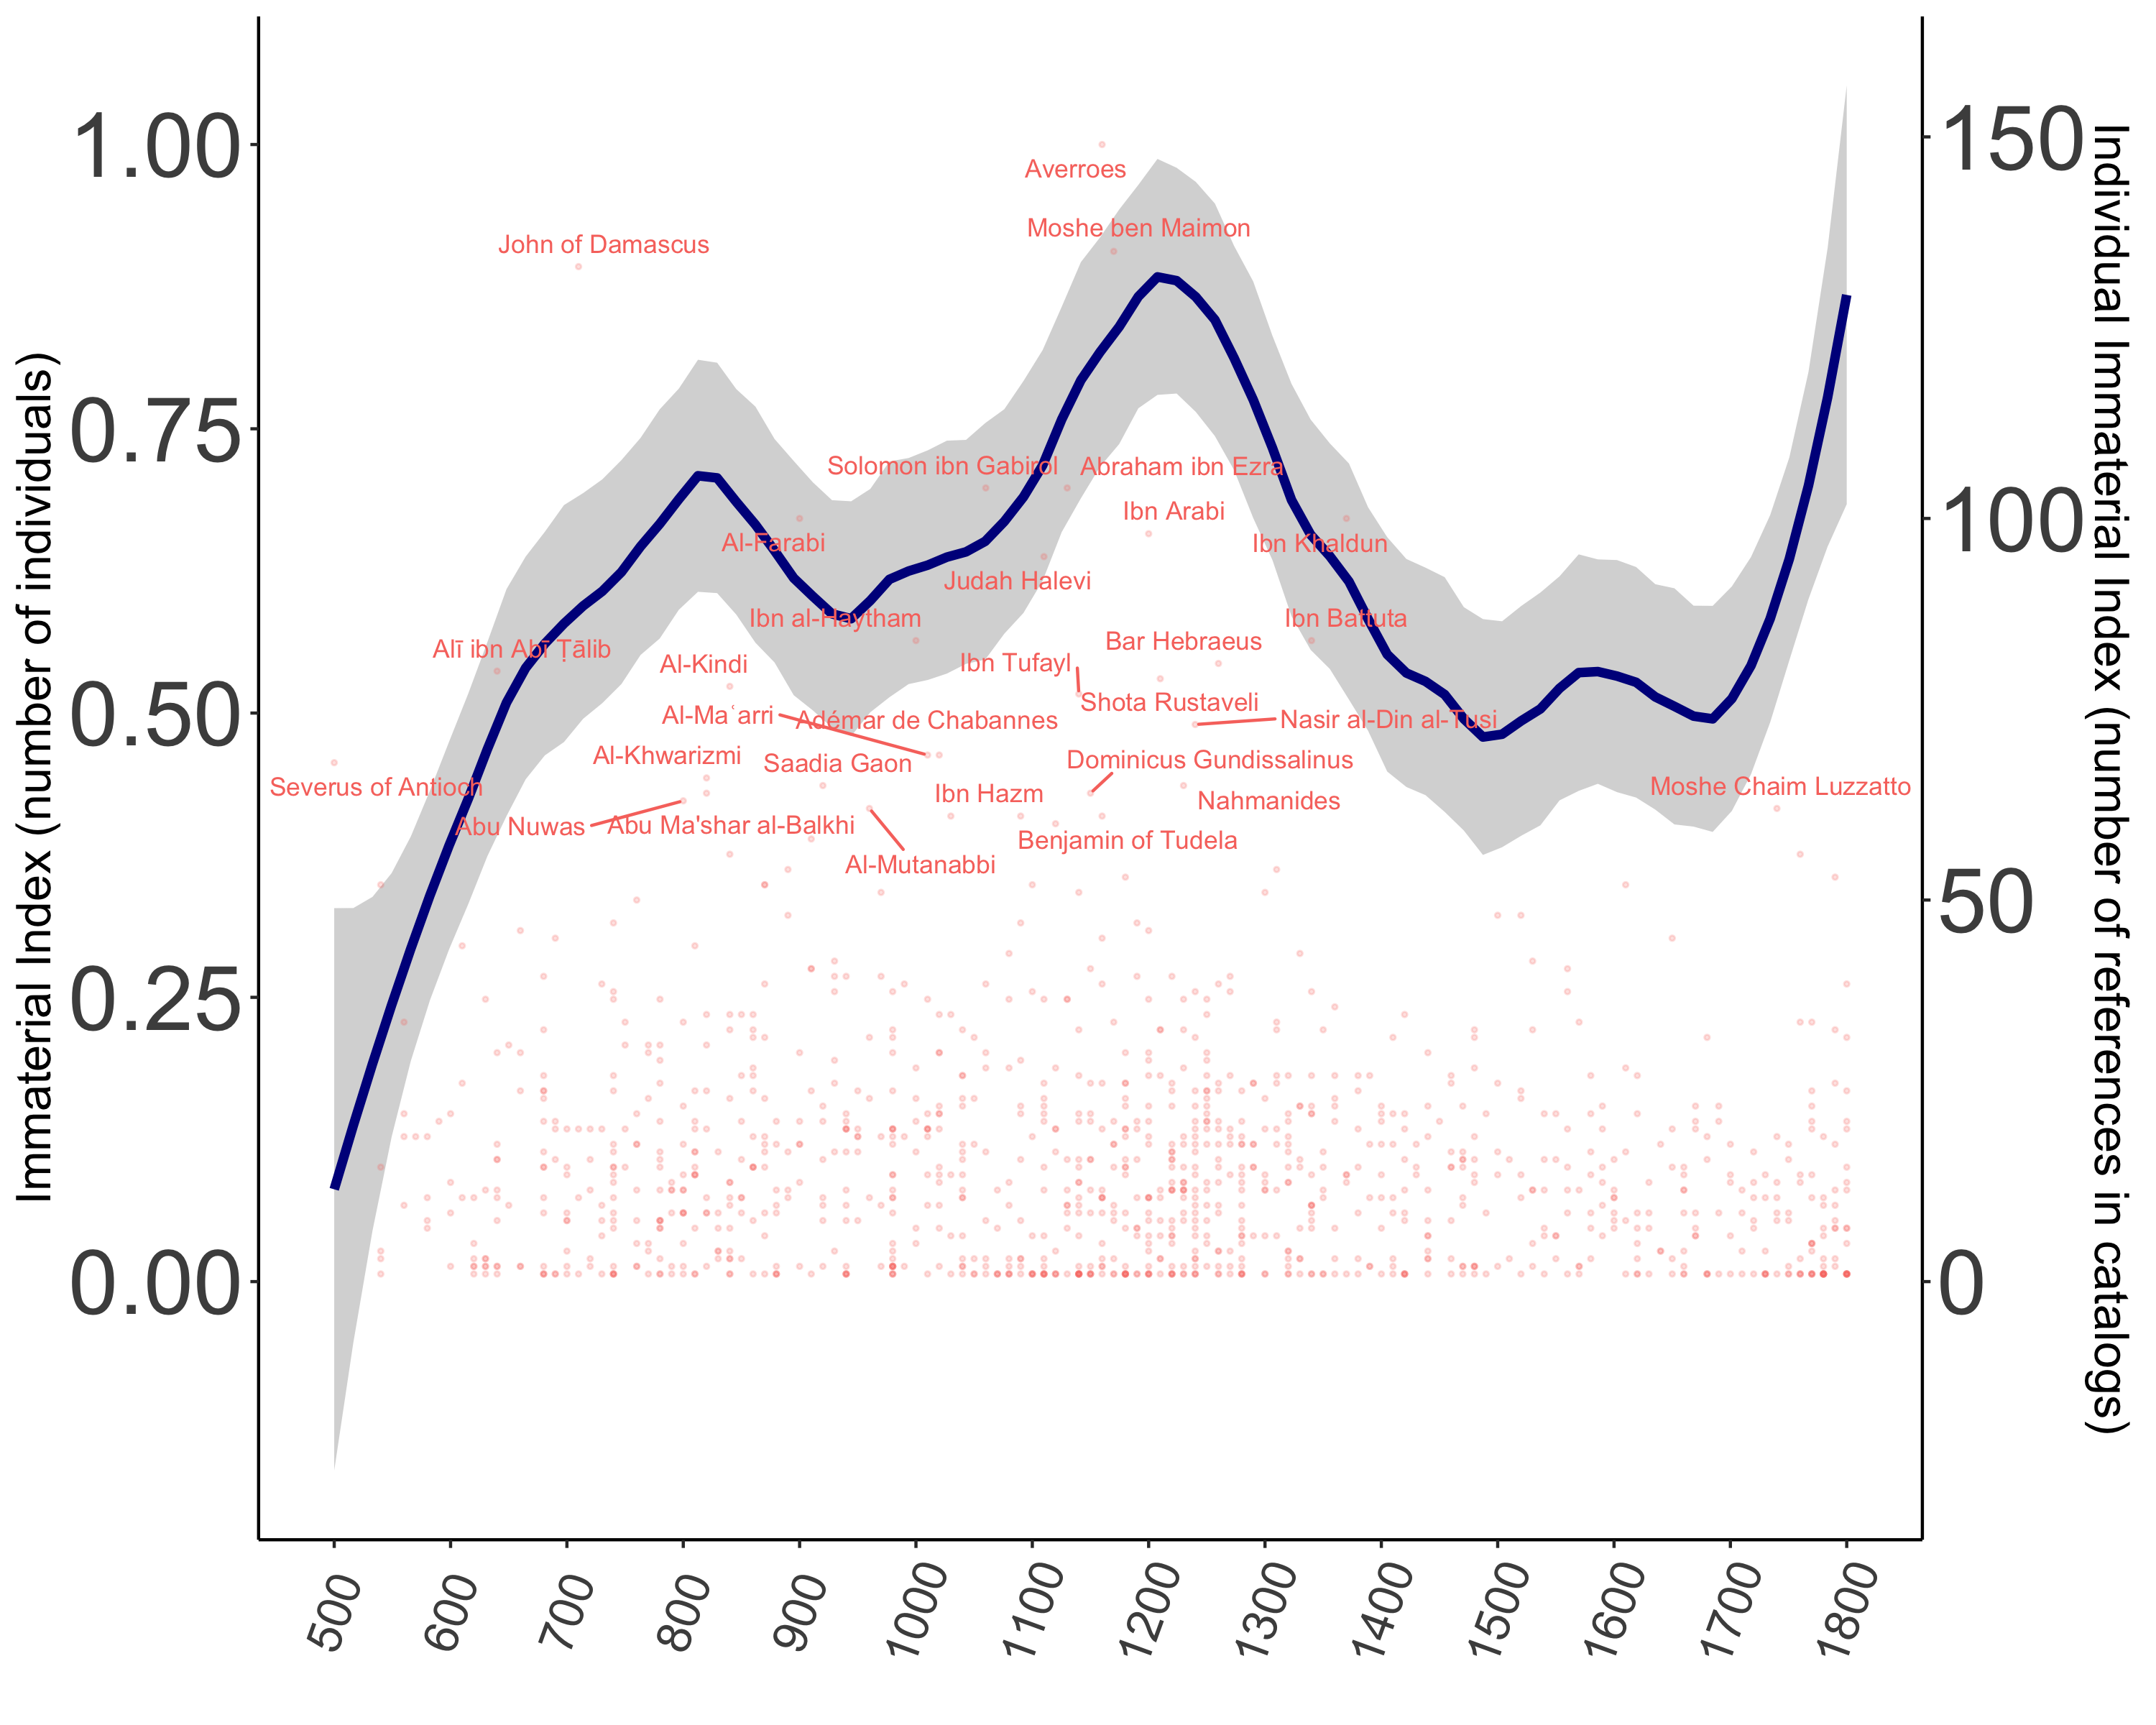 Immaterial Index (number of individuals)
1.00
0.75
0.50
0.25
0.00
150
100
50
0
Individual Immaterial Index (number of references in catalogs)
Averroes
Moshe ben Maimon
John of Damascus
Solomon ibn Gabirol
Abraham ibn Ezra
Ibn Arabi
Al-Farabi
Ibn Khaldun
Judah Halevi
Ibn al-Haytham
Ibn Battuta
Alī ibn Abī Ṭālib
Bar Hebraeus
Al-Kindi
Ibn Tufayl
Shota Rustaveli
Al-Maʿarri
Adémar de Chabannes
Nasir al-Din al-Tusi
Al-Khwarizmi
Saadia Gaon
Dominicus Gundissalinus
Severus of Antioch
Ibn Hazm
Nahmanides
Moshe Chaim Luzzatto
Abu Nuwas
Abu Ma'shar al-Balkhi
Benjamin of Tudela
Al-Mutanabbi
500
600
700
800
900
1000
1100
1200
1300
1400
1500
1600
1700
1800